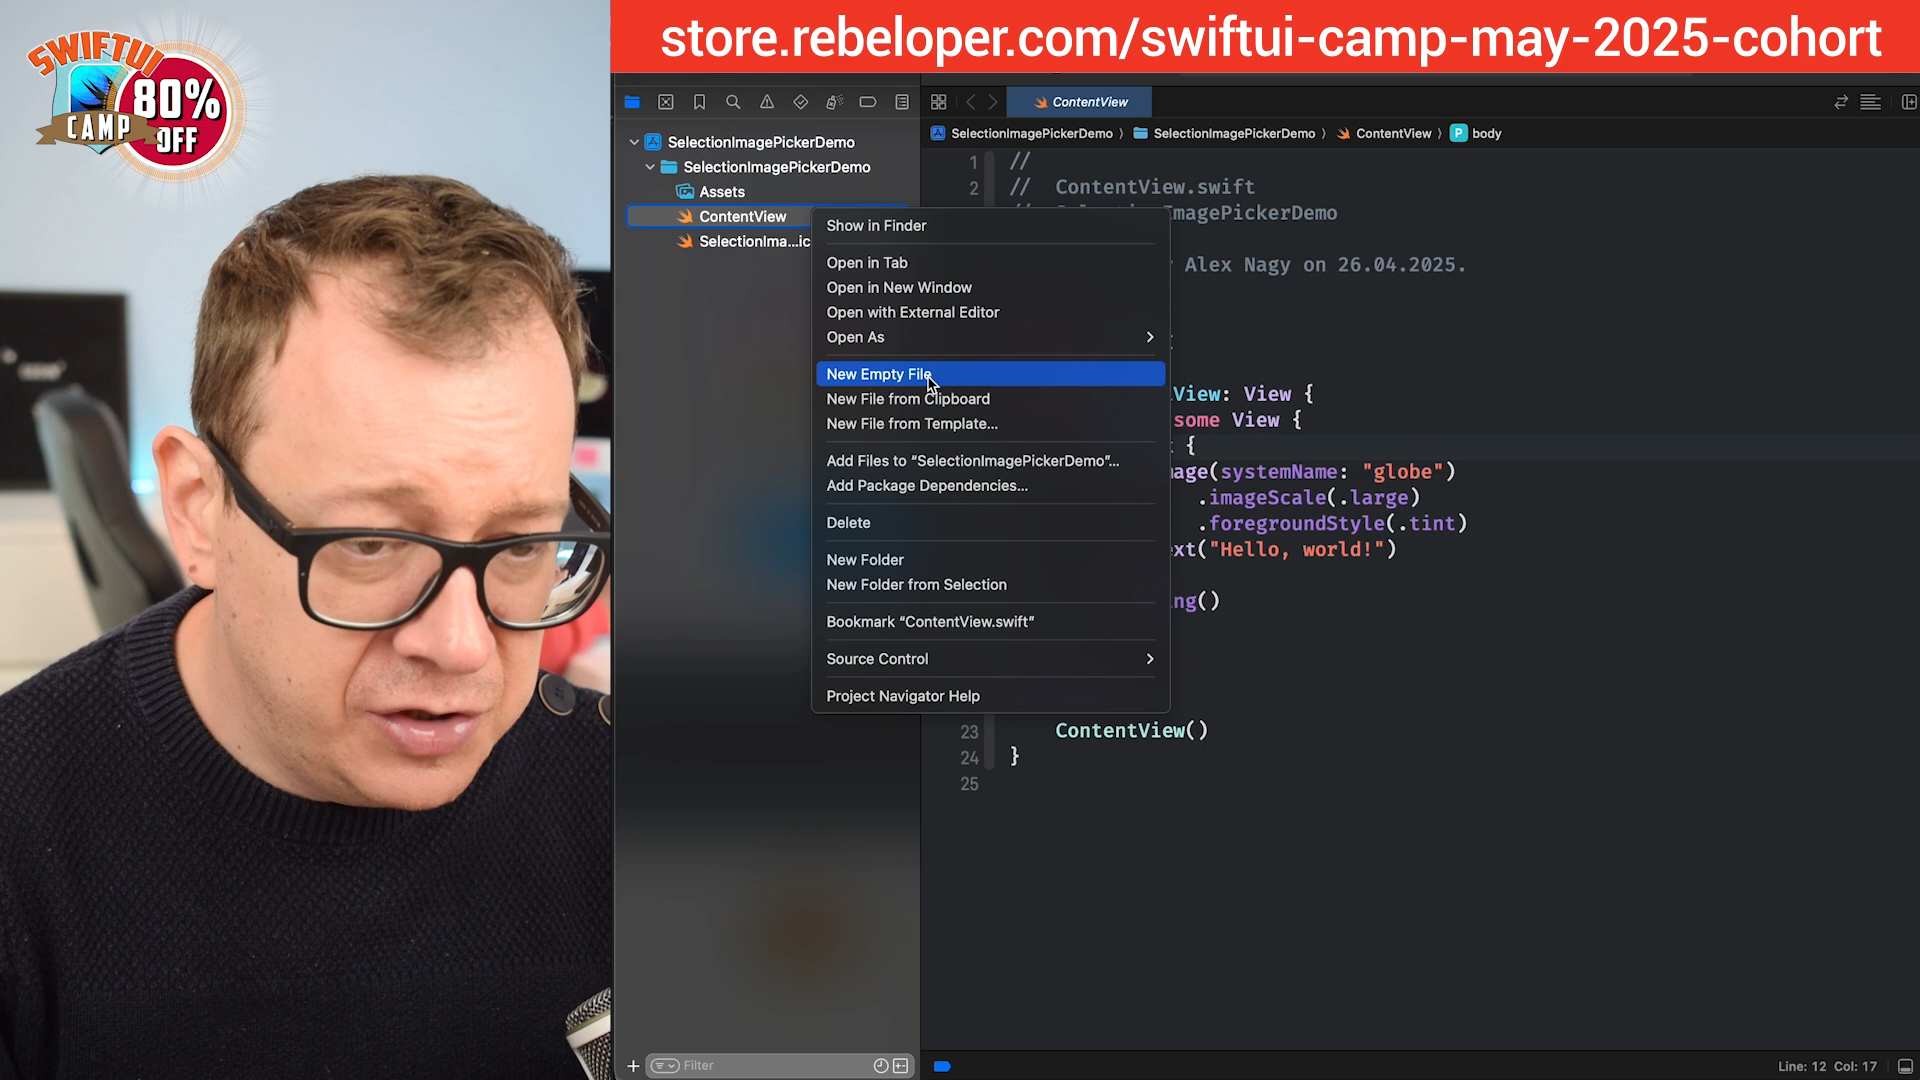 store.rebeloper.com/swiftui-camp-may-2025-cohort
SWIFTUI
CAMP
80%
OFF
ContentView
SelectionImagePickerDemo
SelectionImagePickerDemo
Assets
ContentView
SelectionIma...ic
SelectionImagePickerDemo
SelectionImagePickerDemo
ContentView
P
body
1 //
2 // ContentView.swift
ImagePickerDemo
Alex Nagy on 26.04.2025.
View: View {
some View {
{
age(systemName: "globe")
.imageScale(.large)
.foregroundStyle(.tint)
xt("Hello, world!")
ng()
23 ContentView()
24 }
25
Show in Finder
Open in Tab
Open in New Window
Open with External Editor
Open As
New Empty File
New File from Clipboard
New File from Template...
Add Files to “SelectionImagePickerDemo”...
Add Package Dependencies...
Delete
New Folder
New Folder from Selection
Bookmark “ContentView.swift”
Source Control
Project Navigator Help
Filter
Line: 12 Col: 17